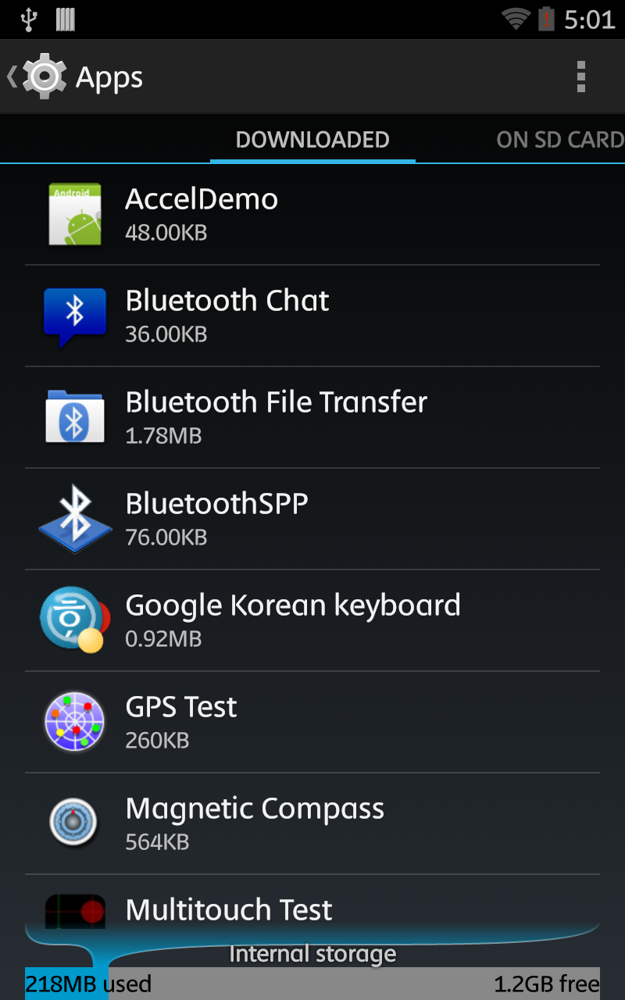 5:01
Apps
DOWNLOADED
ON SD CARD
Android
AccelDemo
48.00KB
Bluetooth Chat
36.00KB
Bluetooth File Transfer
1.78MB
BluetoothSPP
76.00KB
Google Korean keyboard
0.92MB
흥
GPS Test
260KB
Magnetic Compass
564KB
Multitouch Test
Internal storage
218MB used
1.2GB free